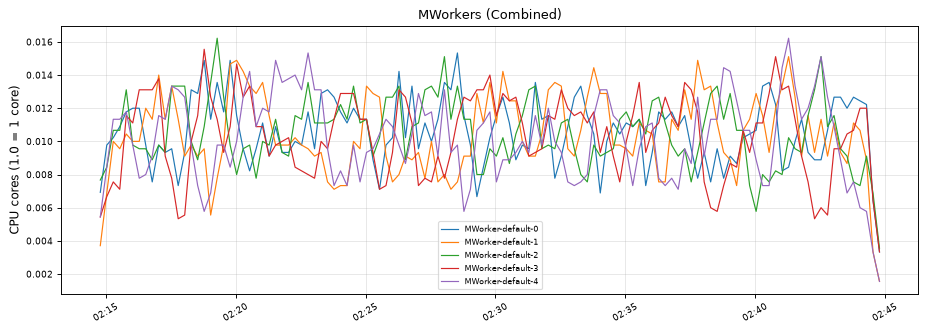 MWorkers (Combined)
CPU cores (1.0 = 1 core)
0.016
0.014
0.012
0.010
0.008
0.006
0.004
0.002
MWorker-default-0
MWorker-default-1
MWorker-default-2
MWorker-default-3
MWorker-default-4
02:15
02:20
02:25
02:30
02:35
02:40
02:45